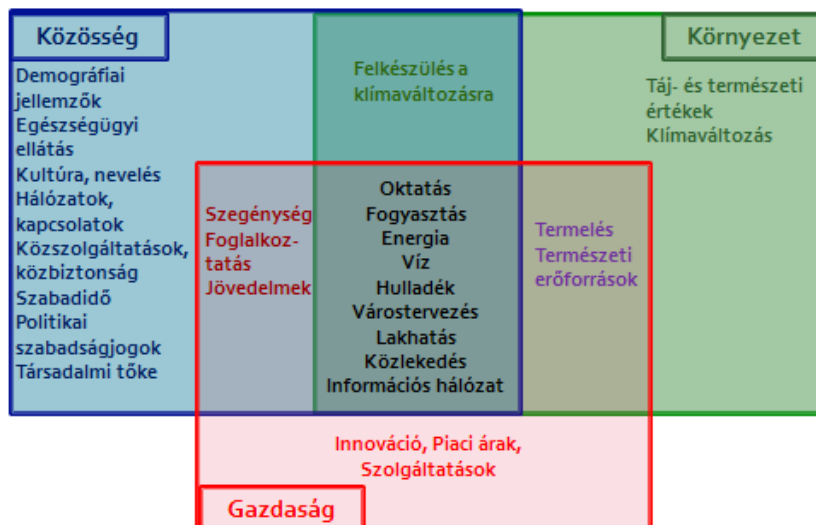 Közösség
Demográfiai
jellemzők
Egészségügyi
ellátás
Kultúra, nevelés
Hálózatok,
kapcsolatok
Közszolgáltatások,
közbiztonság
Szabadidő
Politikai
szabadságjogok
Társadalmi tőke
Felkészülés a
klímaváltozásra
Környezet
Táj- és természeti
értékek
Klímaváltozás
Szegénység
Foglalkoz-
tatás
Jövedelmek
Oktatás
Fogyasztás
Energia
Víz
Hulladék
Várostervezés
Lakhatás
Közlekedés
Információs hálózat
Termelés
Természeti
erőforrások
Innováció, Piaci árak,
Szolgáltatások
Gazdaság